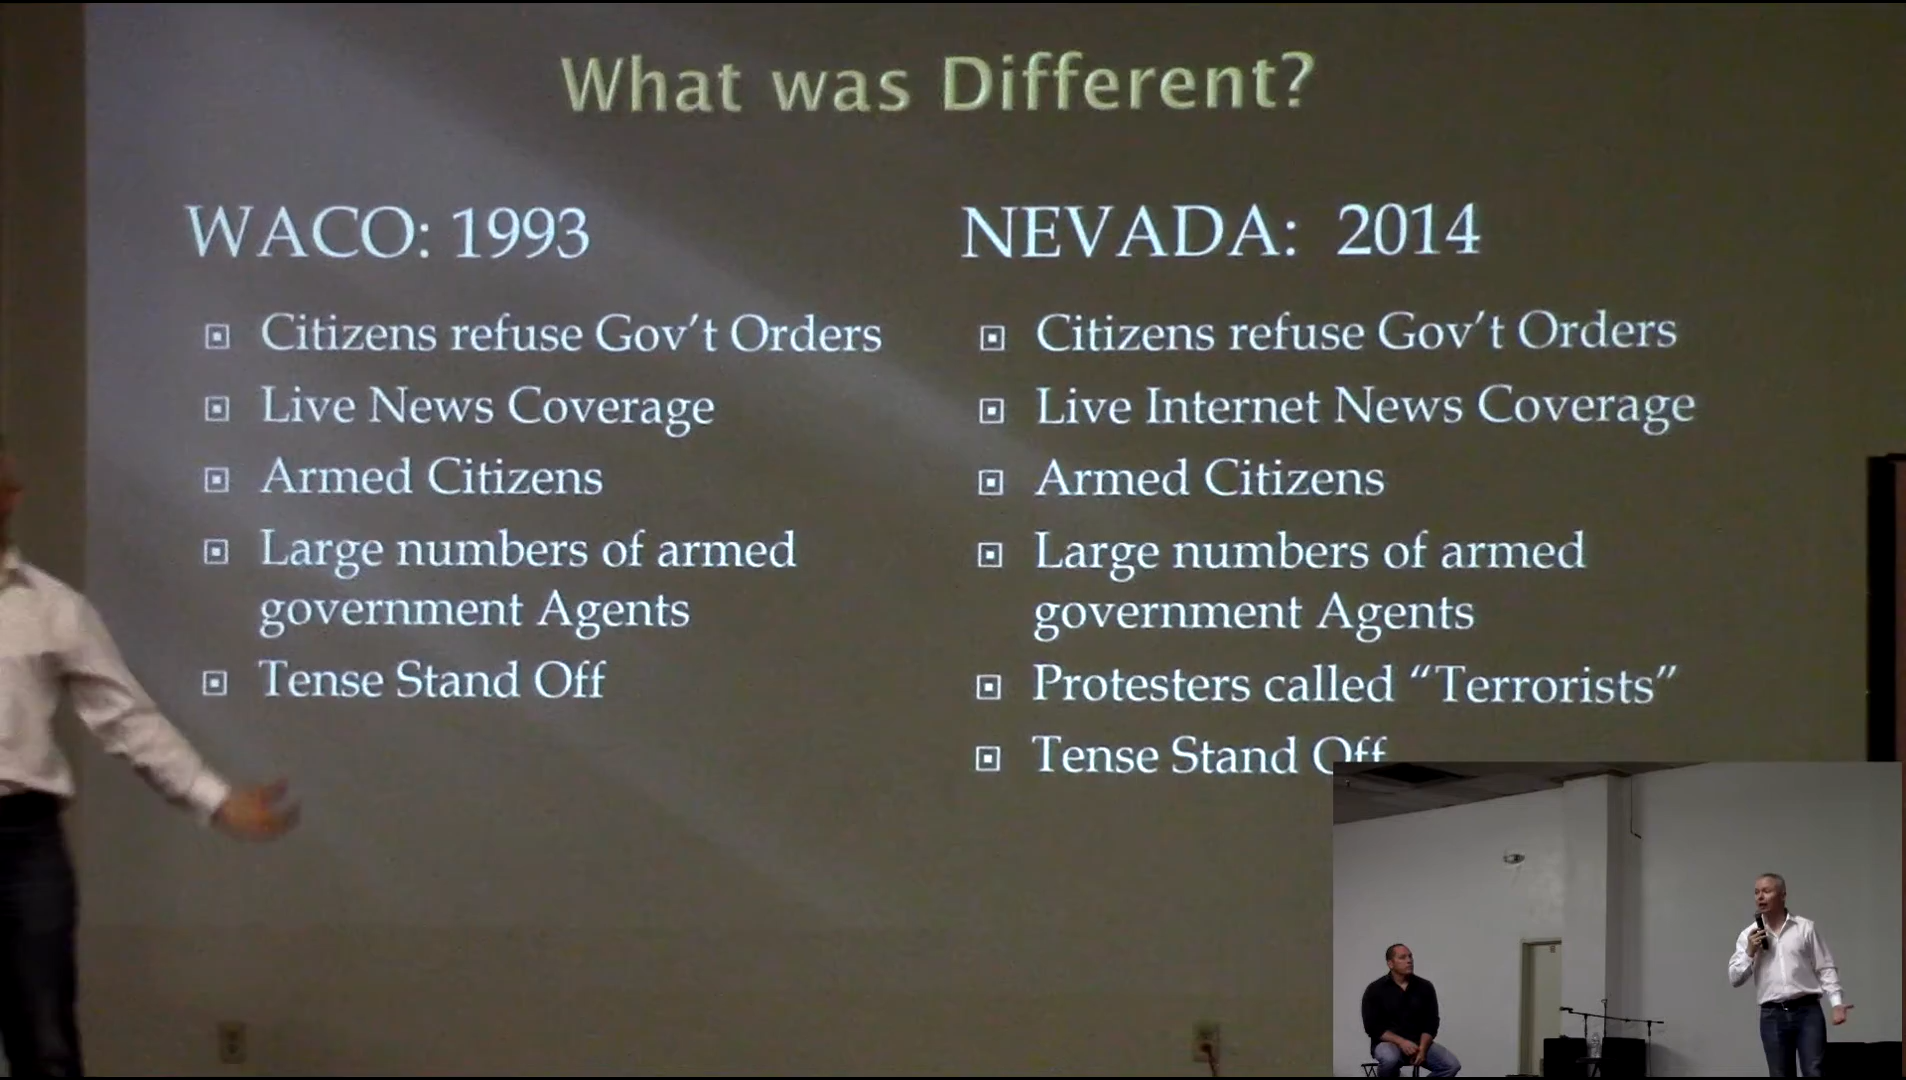 What was Different?
WACO: 1993
Citizens refuse Gov't Orders
Live News Coverage
Armed Citizens
Large numbers of armed
government Agents
Tense Stand Off
NEVADA: 2014
Citizens refuse Gov't Orders
Live Internet News Coverage
Armed Citizens
Large numbers of armed
government Agents
Protesters called “Terrorists”
Tense Stand Off